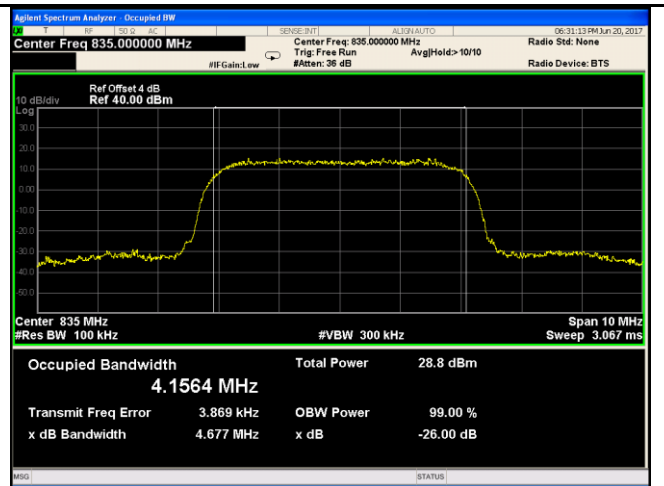 Agilent Spectrum Analyzer - Occupied BW
T RF 50 Ω AC SENSE:INT ALIGN AUTO 06:31:13 PM Jun 20, 2017
Center Freq 835.000000 MHz Center Freq: 835.000000 MHz Radio Std: None
Trig: Free Run Avg|Hold:> 10/10
#IFGain:Low #Atten: 36 dB Radio Device: BTS
Ref Offset 4 dB
10 dB/div Ref 40.00 dBm
Log
30.0
20.0
10.0
0.00
-10.0
-20.0
-30.0
-40.0
-50.0
Center 835 MHz Span 10 MHz
#Res BW 100 kHz #VBW 300 kHz Sweep 3.067 ms
Occupied Bandwidth Total Power 28.8 dBm
4.1564 MHz
Transmit Freq Error 3.869 kHz OBW Power 99.00 %
x dB Bandwidth 4.677 MHz x dB -26.00 dB
MSG STATUS